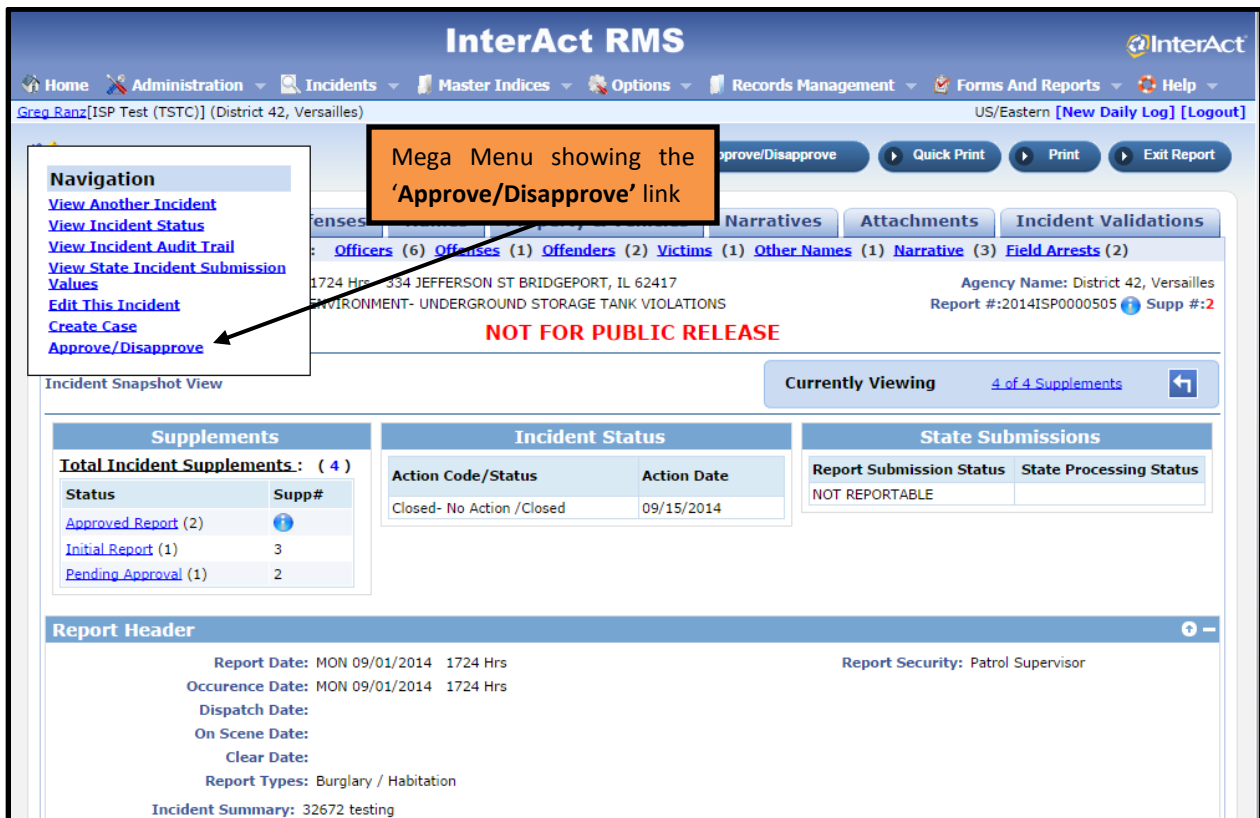 InterAct RMS
InterAct
Home Administration Incidents Master Indices Options Records Management Forms And Reports Help
Greg Ranz[ISP Test (TSTC)] (District 42, Versailles) US/Eastern [New Daily Log] [Logout]
Mega Menu showing the
‘Approve/Disapprove’ link
prove/Disapprove Quick Print Print Exit Report
Navigation
View Another Incident
View Incident Status
View Incident Audit Trail
View State Incident Submission
Values
Edit This Incident
Create Case
Approve/Disapprove
enses Narratives Attachments Incident Validations
: Officers (6) Offenses (1) Offenders (2) Victims (1) Other Names (1) Narrative (3) Field Arrests (2)
1724 Hrs 334 JEFFERSON ST BRIDGEPORT, IL 62417 Agency Name: District 42, Versailles
ENVIRONMENT- UNDERGROUND STORAGE TANK VIOLATIONS Report #:2014ISP0000505 Supp #:2
NOT FOR PUBLIC RELEASE
Incident Snapshot View Currently Viewing 4 of 4 Supplements
Supplements
Total Incident Supplements : ( 4 )
Status Supp#
Approved Report (2)
Initial Report (1) 3
Pending Approval (1) 2
Incident Status
Action Code/Status Action Date
Closed- No Action /Closed 09/15/2014
State Submissions
Report Submission Status State Processing Status
NOT REPORTABLE
Report Header
Report Date: MON 09/01/2014 1724 Hrs Report Security: Patrol Supervisor
Occurence Date: MON 09/01/2014 1724 Hrs
Dispatch Date:
On Scene Date:
Clear Date:
Report Types: Burglary / Habitation
Incident Summary: 32672 testing